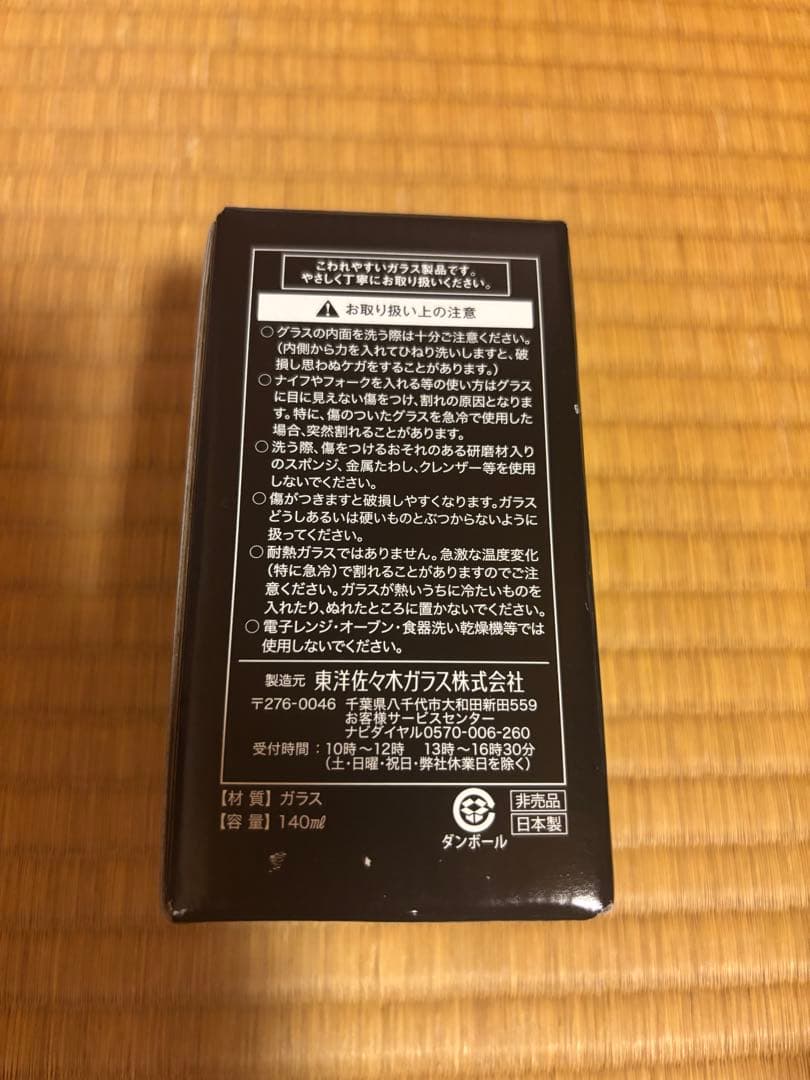 こわれやすいガラス製品です。
やさしく丁寧にお取り扱いください。
お取り扱い上の注意
○グラスの内面を洗う際は十分ご注意ください。
（内側から力を入れてひねり洗いしますと、破
損し思わぬケガをすることがあります。）
○ナイフやフォークを入れる等の使い方はグラス
に目に見えない傷をつけ、割れの原因となりま
す。特に、傷のついたグラスを急冷で使用した
場合、突然割れることがあります。
○洗う際、傷をつけるおそれのある研磨材入り
のスポンジ、金属たわし、クレンザー等を使用
しないでください。
○傷がつきますと破損しやすくなります。ガラス
どうしあるいは硬いものとぶつからないように
扱ってください。
○耐熱ガラスではありません。急激な温度変化
（特に急冷）で割れることがありますのでご注
意ください。ガラスが熱いうちに冷たいものを
入れたり、ぬれたところに置かないでください。
○電子レンジ・オーブン・食器洗い乾燥機等では
使用しないでください。
製造元 東洋佐々木ガラス株式会社
〒276-0046 千葉県八千代市大和田新田559
お客様サービスセンター
ナビダイヤル0570-006-260
受付時間：10時～12時 13時～16時30分
（土・日曜・祝日・弊社休業日を除く）
【材 質】ガラス
【容 量】140㎖
ダンボール
非売品
日本製